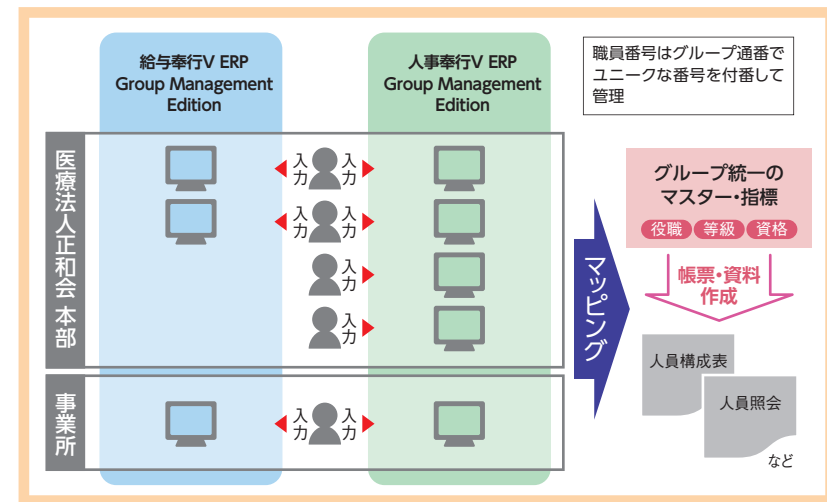 給与奉行V ERP
Group Management
Edition
人事奉行V ERP
Group Management
Edition
職員番号はグループ通番で
ユニークな番号を付番して
管理
医療法人正和会 本部
入力
入力
入力
入力
入力
入力
事業所
入力
入力
マッピング
グループ統一の
マスター・指標
役職 等級 資格
帳票・資料
作成
人員構成表
人員照会
など